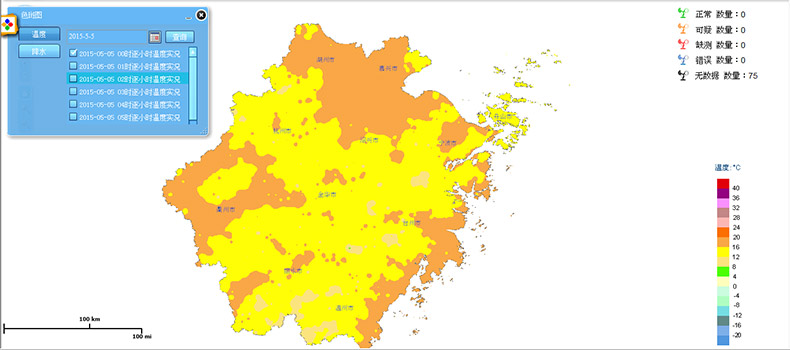 色斑图
温度
2015-5-5
查询
降水
2015-05-05 00时逐小时温度实况
2015-05-05 01时逐小时温度实况
2015-05-05 02时逐小时温度实况
2015-05-05 03时逐小时温度实况
2015-05-05 04时逐小时温度实况
2015-05-05 05时逐小时温度实况
正常 数量：0
可疑 数量：0
缺测 数量：0
错误 数量：0
无数据 数量：75
湖州市
嘉兴市
杭州市
绍兴市
宁波市
舟山市
金华市
衢州市
台州市
丽水市
温州市
温度:°C
40
36
32
28
24
20
16
12
8
4
0
-4
-8
-12
-16
-20
100 km
100 mi